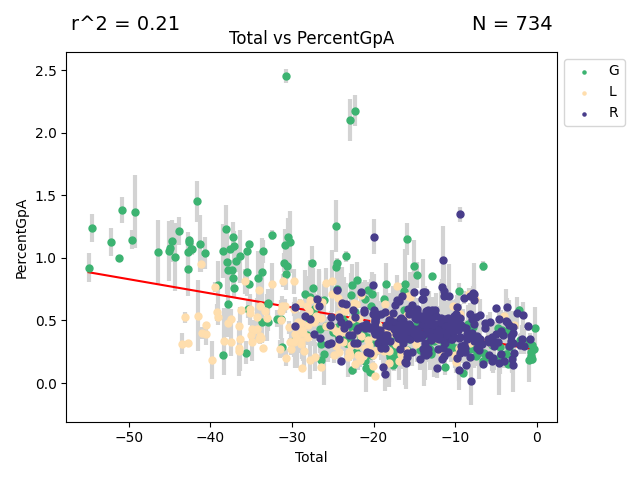 r^2 = 0.21
N = 734
Total vs PercentGpA
G
L
R
PercentGpA
2.5
2.0
1.5
1.0
0.5
0.0
−50
−40
−30
−20
−10
0
Total